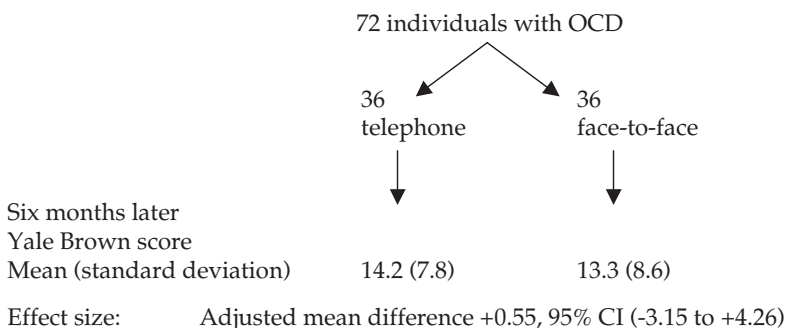 72 individuals with OCD
36 36
telephone face-to-face
Six months later
Yale Brown score
Mean (standard deviation) 14.2 (7.8) 13.3 (8.6)
Effect size: Adjusted mean difference +0.55, 95% CI (-3.15 to +4.26)